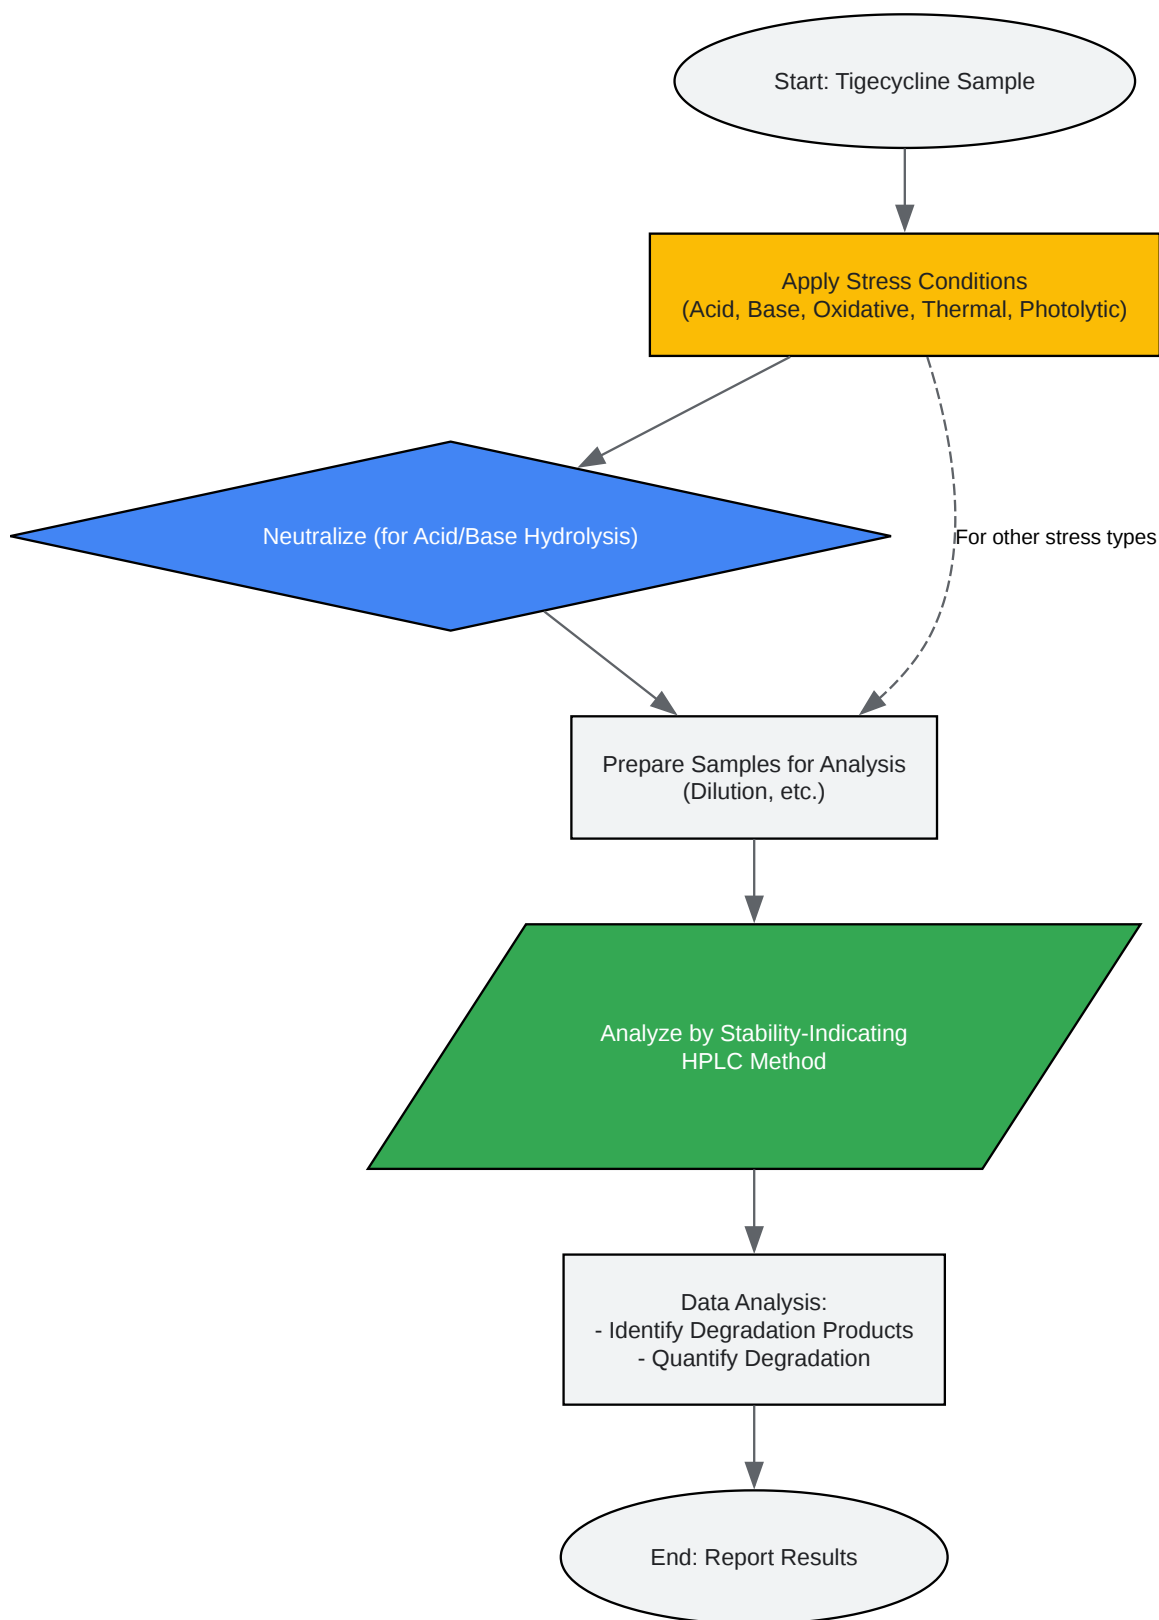 Start: Tigecycline Sample
Apply Stress Conditions
(Acid, Base, Oxidative, Thermal, Photolytic)
Neutralize (for Acid/Base Hydrolysis)
For other stress types
Prepare Samples for Analysis
(Dilution, etc.)
Analyze by Stability-Indicating
HPLC Method
Data Analysis:
- Identify Degradation Products
- Quantify Degradation
End: Report Results